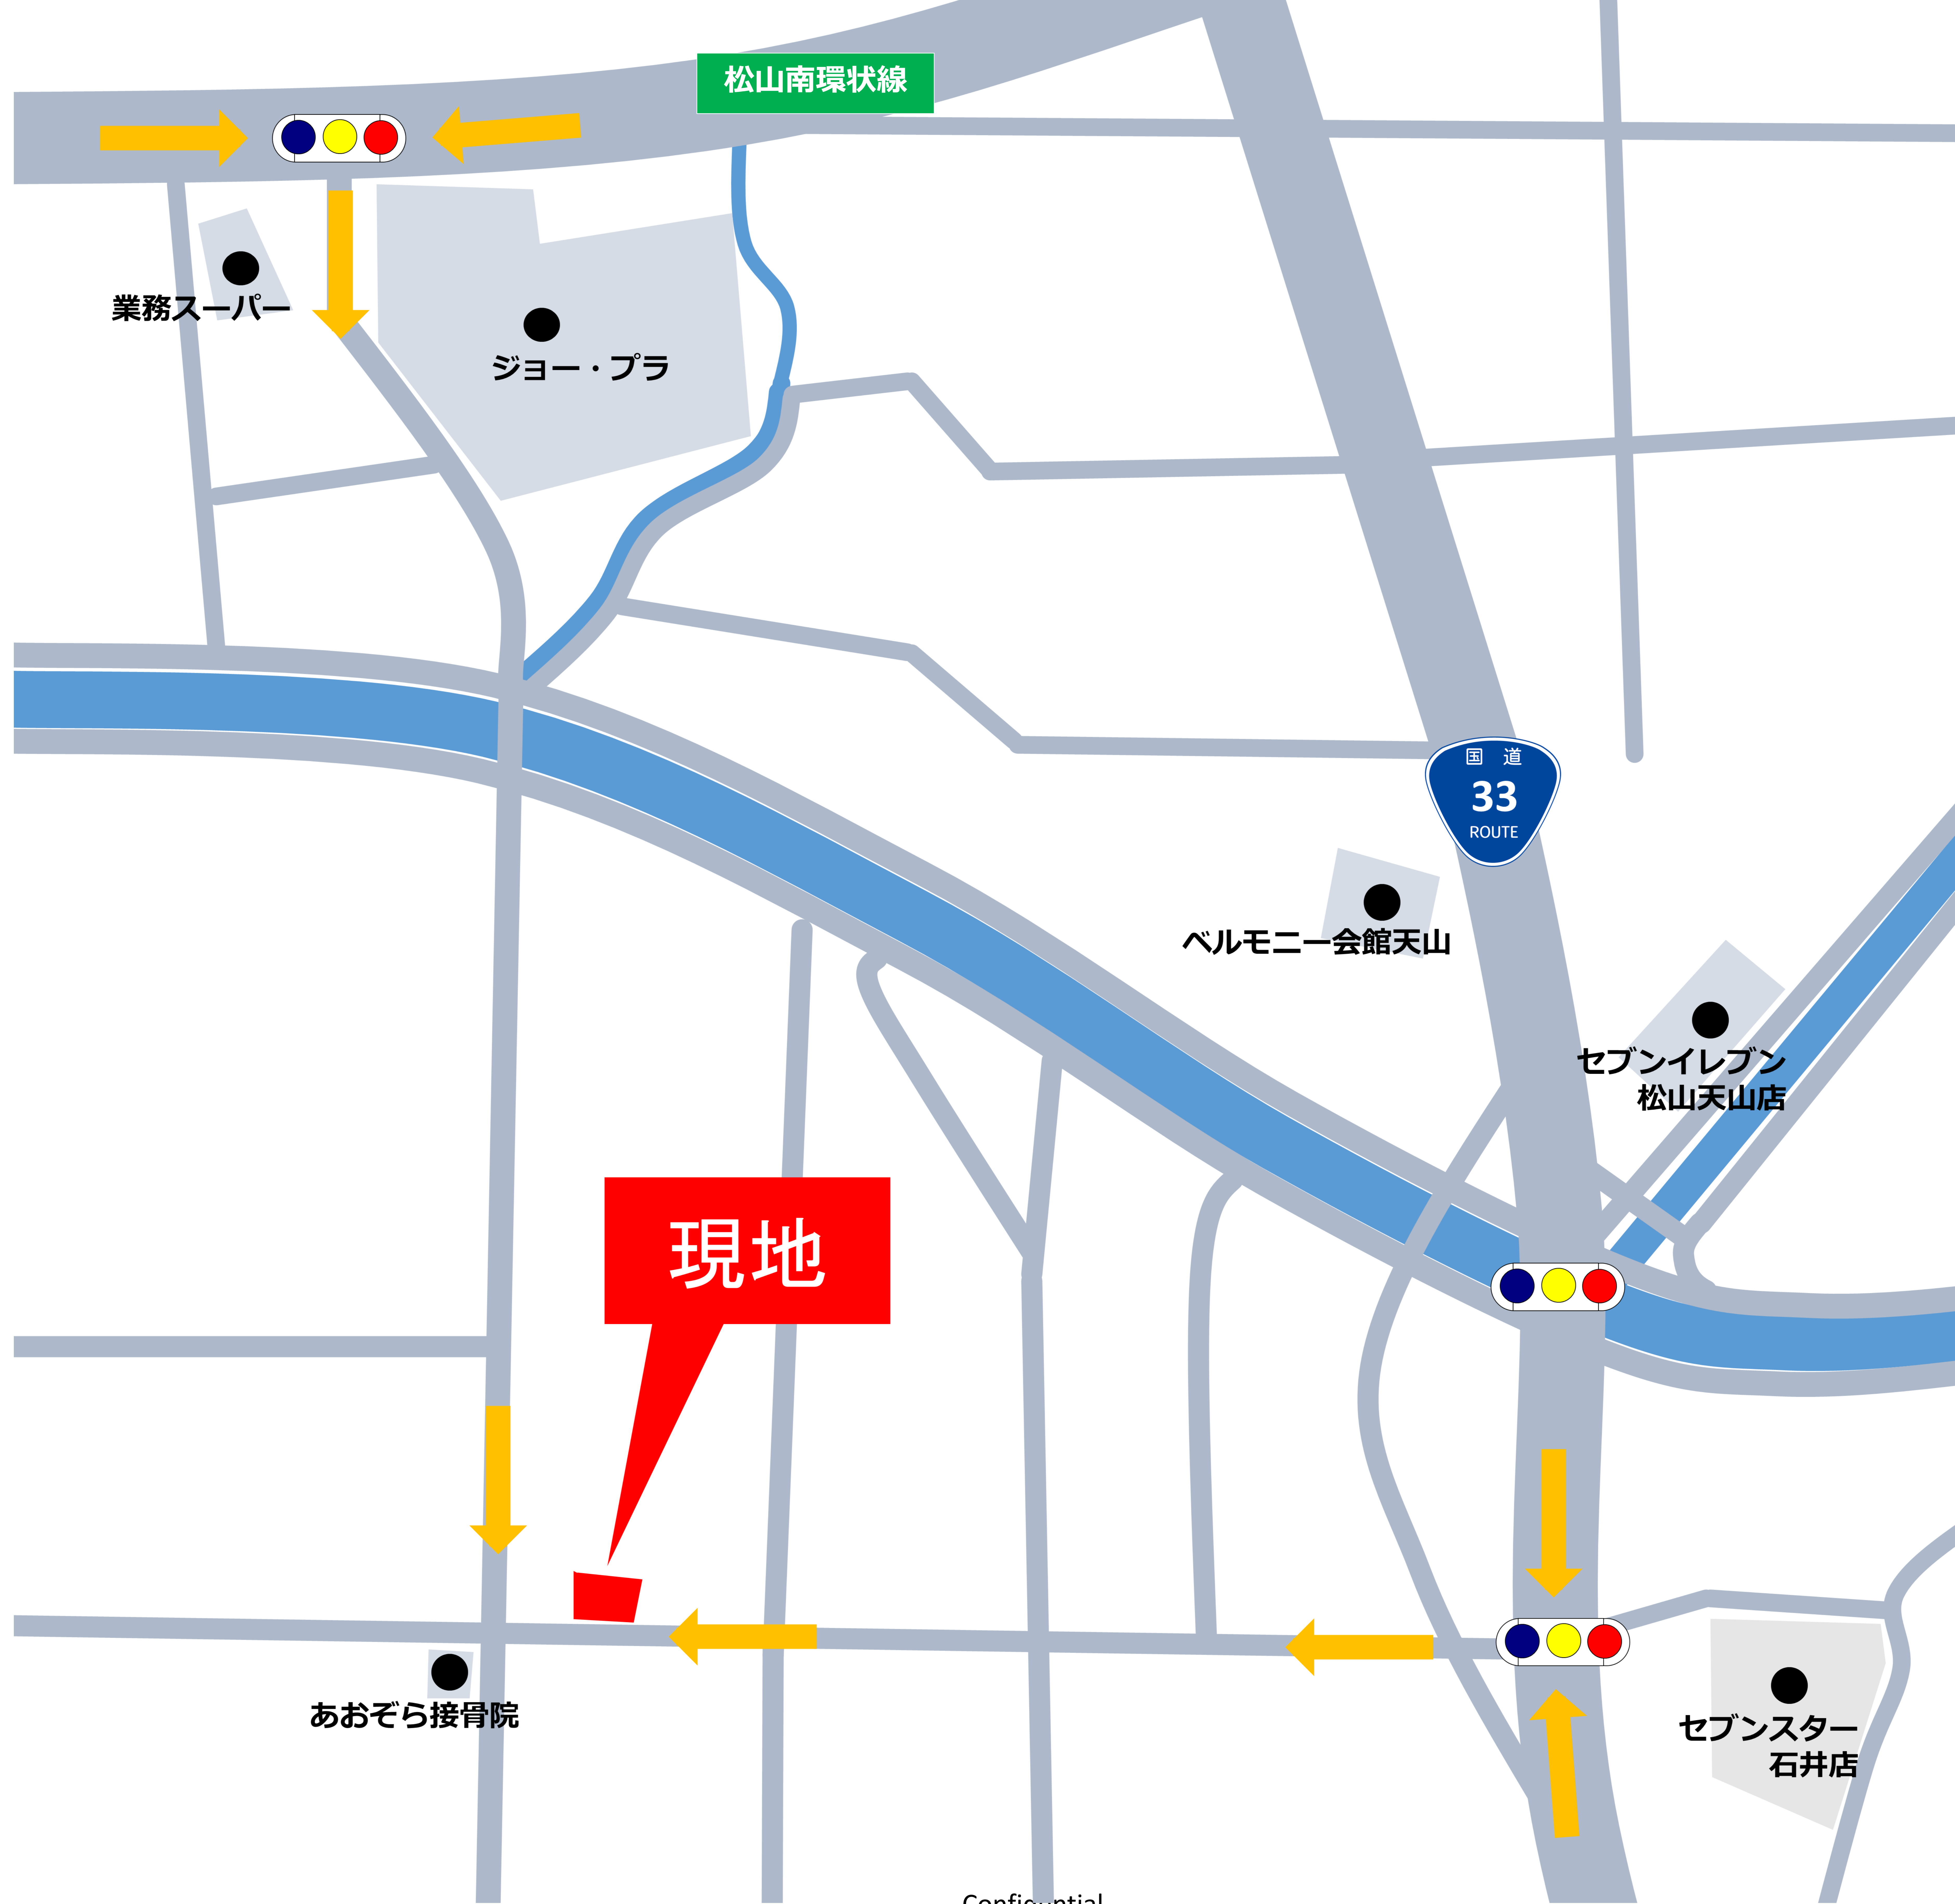 松山南環状線
業務スーパー
ジョー・プラ
国 道
33
ROUTE
ベルモニー会館天山
セブンイレブン
松山天山店
現地
あおぞら接骨院
セブンスター
石井店